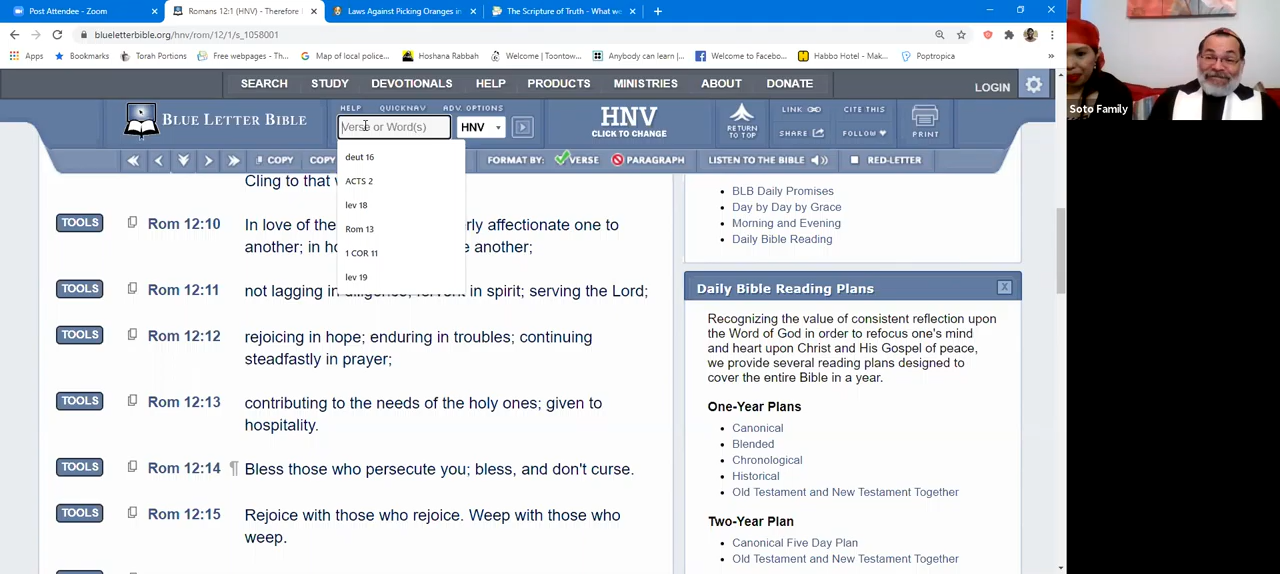 Post Attendee - Zoom
Romans 12:1 (HNV) - Therefore I
Laws Against Picking Oranges in
The Scripture of Truth - What we
blueletterbible.org/hnv/rom/12/1/s_1058001
Apps
Bookmarks
Torah Portions
Free webpages - Th...
Map of local police...
Hoshana Rabbah
Welcome | Toontow...
Anybody can learn |...
Welcome to Facebo...
Habbo Hotel - Mak...
Poptropica
SEARCH
STUDY
DEVOTIONALS
HELP
PRODUCTS
MINISTRIES
ABOUT
DONATE
LOGIN
BLUE LETTER BIBLE
HELP
QUICKNAV
ADV. OPTIONS
Verse or Word(s)
HNV
HNV
CLICK TO CHANGE
RETURN
TO TOP
LINK
CITE THIS
SHARE
FOLLOW
PRINT
COPY
COPY
FORMAT BY:
VERSE
PARAGRAPH
LISTEN TO THE BIBLE
RED-LETTER
deut 16
ACTS 2
lev 18
Rom 13
1 COR 11
lev 19
Cling to that
TOOLS
Rom 12:10
In love of the
rly affectionate one to
another; in ho
e another;
TOOLS
Rom 12:11
not lagging in diligence; fervent in spirit; serving the Lord;
TOOLS
Rom 12:12
rejoicing in hope; enduring in troubles; continuing
steadfastly in prayer;
TOOLS
Rom 12:13
contributing to the needs of the holy ones; given to
hospitality.
TOOLS
Rom 12:14
¶
Bless those who persecute you; bless, and don't curse.
TOOLS
Rom 12:15
Rejoice with those who rejoice. Weep with those who
weep.
BLB Daily Promises
Day by Day by Grace
Morning and Evening
Daily Bible Reading
Daily Bible Reading Plans
X
Recognizing the value of consistent reflection upon
the Word of God in order to refocus one's mind
and heart upon Christ and His Gospel of peace,
we provide several reading plans designed to
cover the entire Bible in a year.
One-Year Plans
Canonical
Blended
Chronological
Historical
Old Testament and New Testament Together
Two-Year Plan
Canonical Five Day Plan
Old Testament and New Testament Together
Soto Family